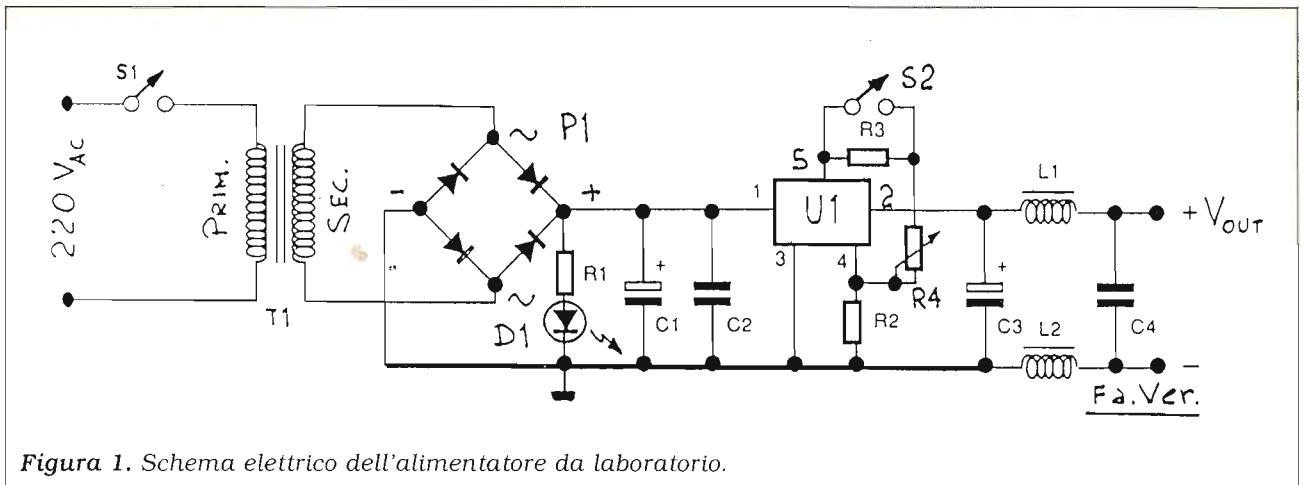 S1
220 VAC
PRIM.
SEC.
T1
~ P1
-
+
~
R1
D1
+
C1
C2
S2
R3
5
1
U1
2
3
4
R4
R2
+
C3
L1
L2
C4
+ VOUT
-
Fa.Ver.
Figura 1. Schema elettrico dell'alimentatore da laboratorio.